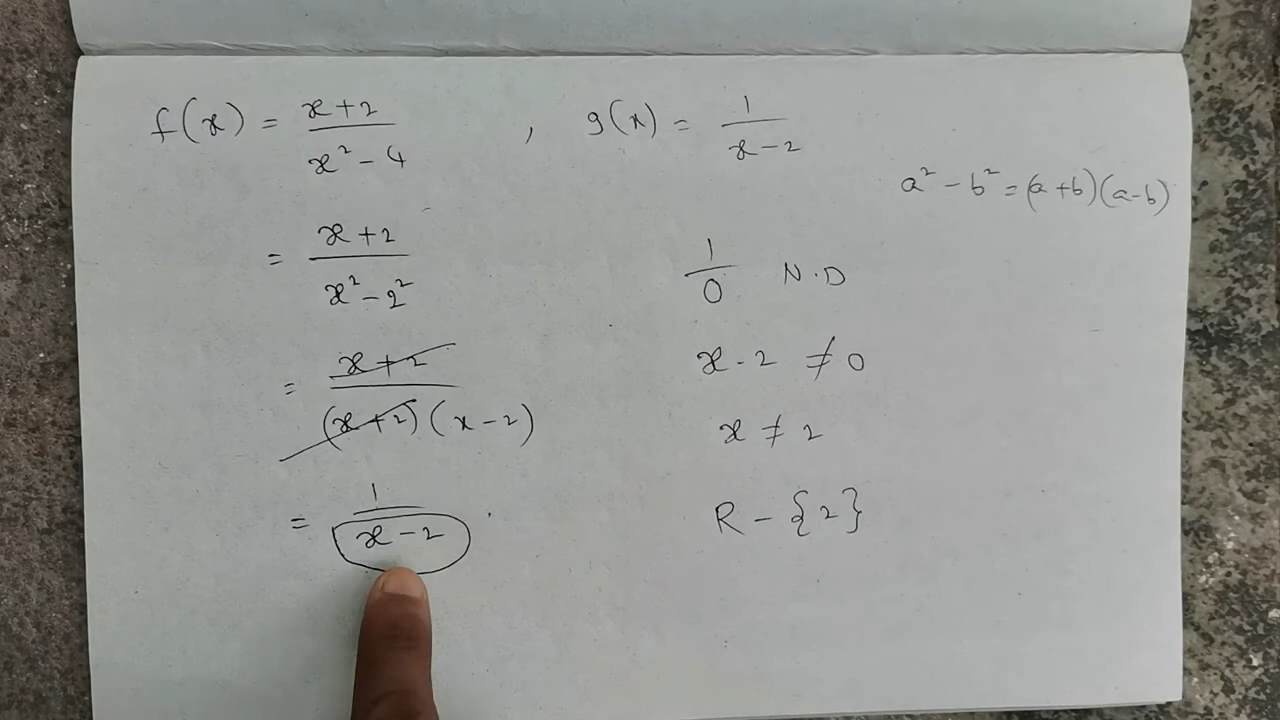 f(x) = x+2 / x² - 4 , g(x) = 1 / x-2
a² - b² = (a+b)(a-b)
= x+2 / x² - 2²
1 / 0 N.D
= x+2 / (x+2)(x-2)
x - 2 ≠ 0
x ≠ 2
= 1 / x-2
R - {2}